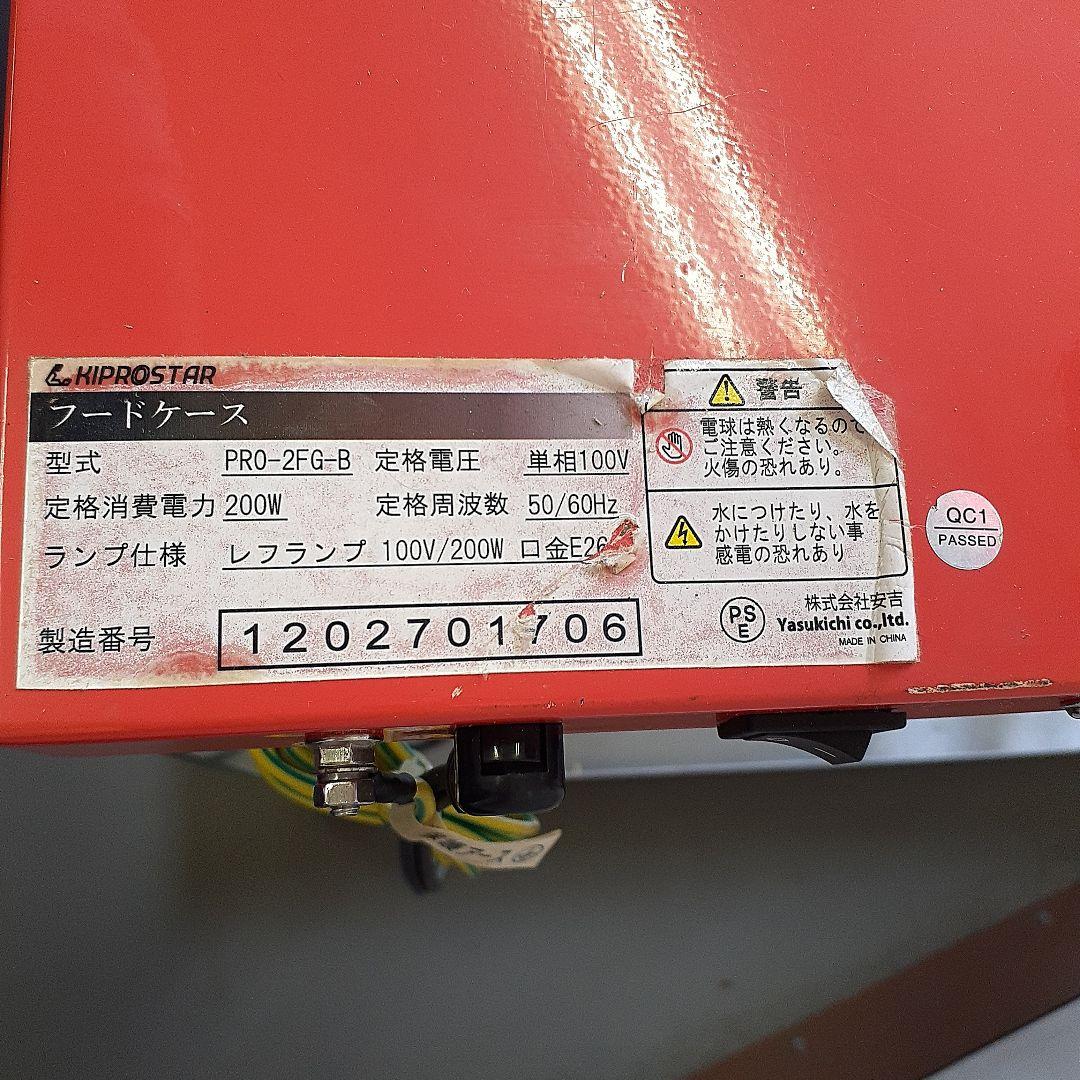 KIPROSTAR
フードケース
型式 PRO-2FG-B 定格電圧 単相100V
定格消費電力 200W 定格周波数 50/60Hz
ランプ仕様 レフランプ 100V/200W 口金E26
製造番号 1202701706
警告
電球は熱くなるので
ご注意ください。
火傷の恐れあり。
水につけたり、水を
かけたりしない事
感電の恐れあり
PSE
株式会社安吉
Yasukichi co.,ltd.
MADE IN CHINA
QC1
PASSED